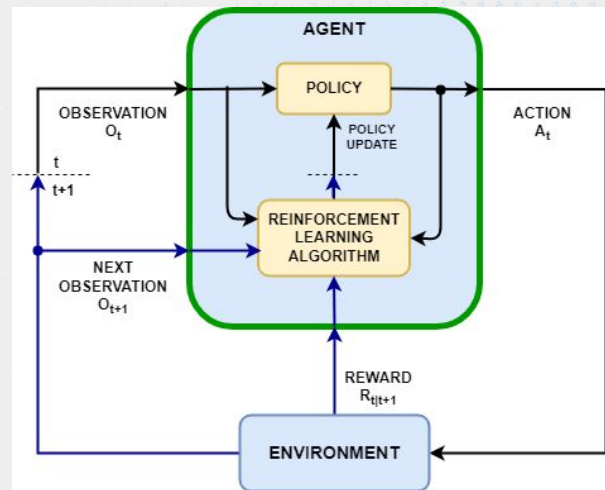 AGENT
POLICY
OBSERVATION
Oₜ
ACTION
Aₜ
POLICY
UPDATE
t
t+1
REINFORCEMENT
LEARNING
ALGORITHM
NEXT
OBSERVATION
Oₜ₊₁
REWARD
Rₜ|ₜ₊₁
ENVIRONMENT